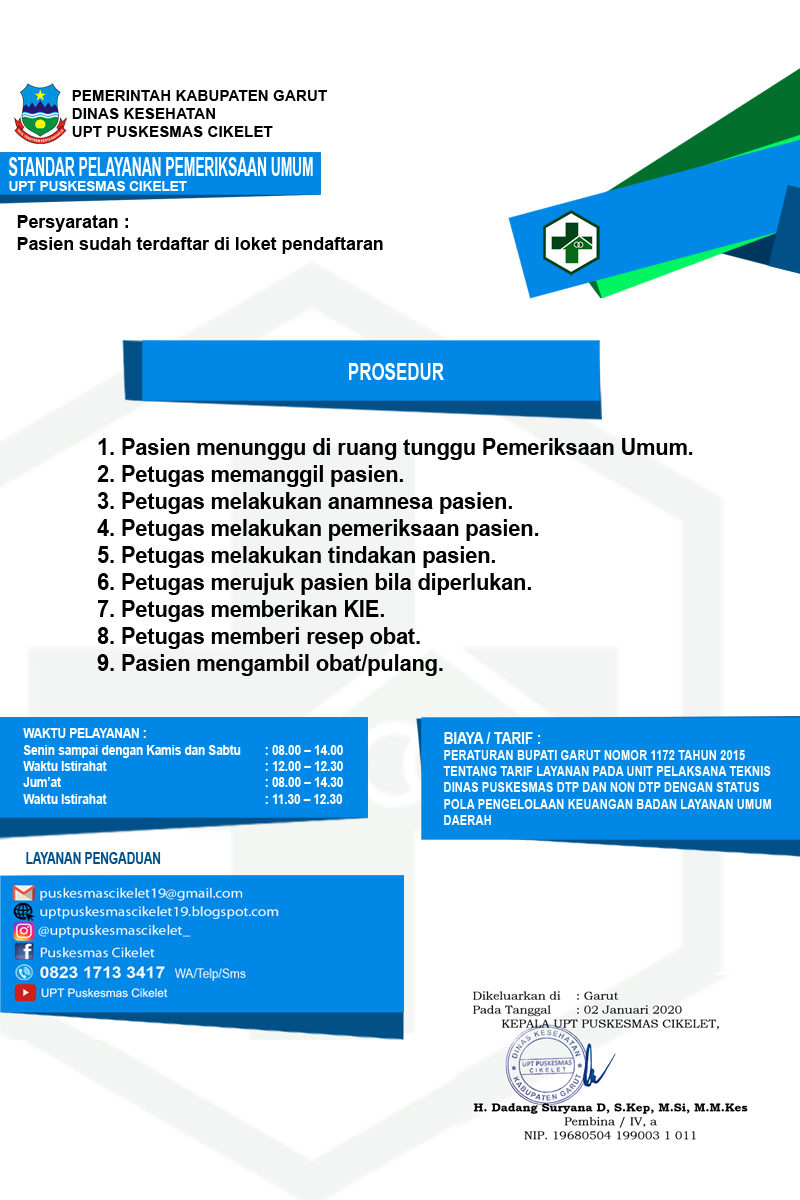 PEMERINTAH KABUPATEN GARUT
DINAS KESEHATAN
UPT PUSKESMAS CIKELET
STANDAR PELAYANAN PEMERIKSAAN UMUM
UPT PUSKESMAS CIKELET
Persyaratan :
Pasien sudah terdaftar di loket pendaftaran
PROSEDUR
1. Pasien menunggu di ruang tunggu Pemeriksaan Umum.
2. Petugas memanggil pasien.
3. Petugas melakukan anamnesa pasien.
4. Petugas melakukan pemeriksaan pasien.
5. Petugas melakukan tindakan pasien.
6. Petugas merujuk pasien bila diperlukan.
7. Petugas memberikan KIE.
8. Petugas memberi resep obat.
9. Pasien mengambil obat/pulang.
WAKTU PELAYANAN :
Senin sampai dengan Kamis dan Sabtu : 08.00 – 14.00
Waktu Istirahat : 12.00 – 12.30
Jum’at : 08.00 – 14.30
Waktu Istirahat : 11.30 – 12.30
BIAYA / TARIF :
PERATURAN BUPATI GARUT NOMOR 1172 TAHUN 2015
TENTANG TARIF LAYANAN PADA UNIT PELAKSANA TEKNIS
DINAS PUSKESMAS DTP DAN NON DTP DENGAN STATUS
POLA PENGELOLAAN KEUANGAN BADAN LAYANAN UMUM
DAERAH
LAYANAN PENGADUAN
puskesmascikelet19@gmail.com
uptpuskesmascikelet19.blogspot.com
@uptpuskesmascikelet_
Puskesmas Cikelet
0823 1713 3417 WA/Telp/Sms
UPT Puskesmas Cikelet
Dikeluarkan di : Garut
Pada Tanggal : 02 Januari 2020
KEPALA UPT PUSKESMAS CIKELET,
DINAS KESEHATAN
UPT PUSKESMAS
CIKELET
KABUPATEN GARUT
H. Dadang Suryana D, S.Kep, M.Si, M.M.Kes
Pembina / IV, a
NIP. 19680504 199003 1 011